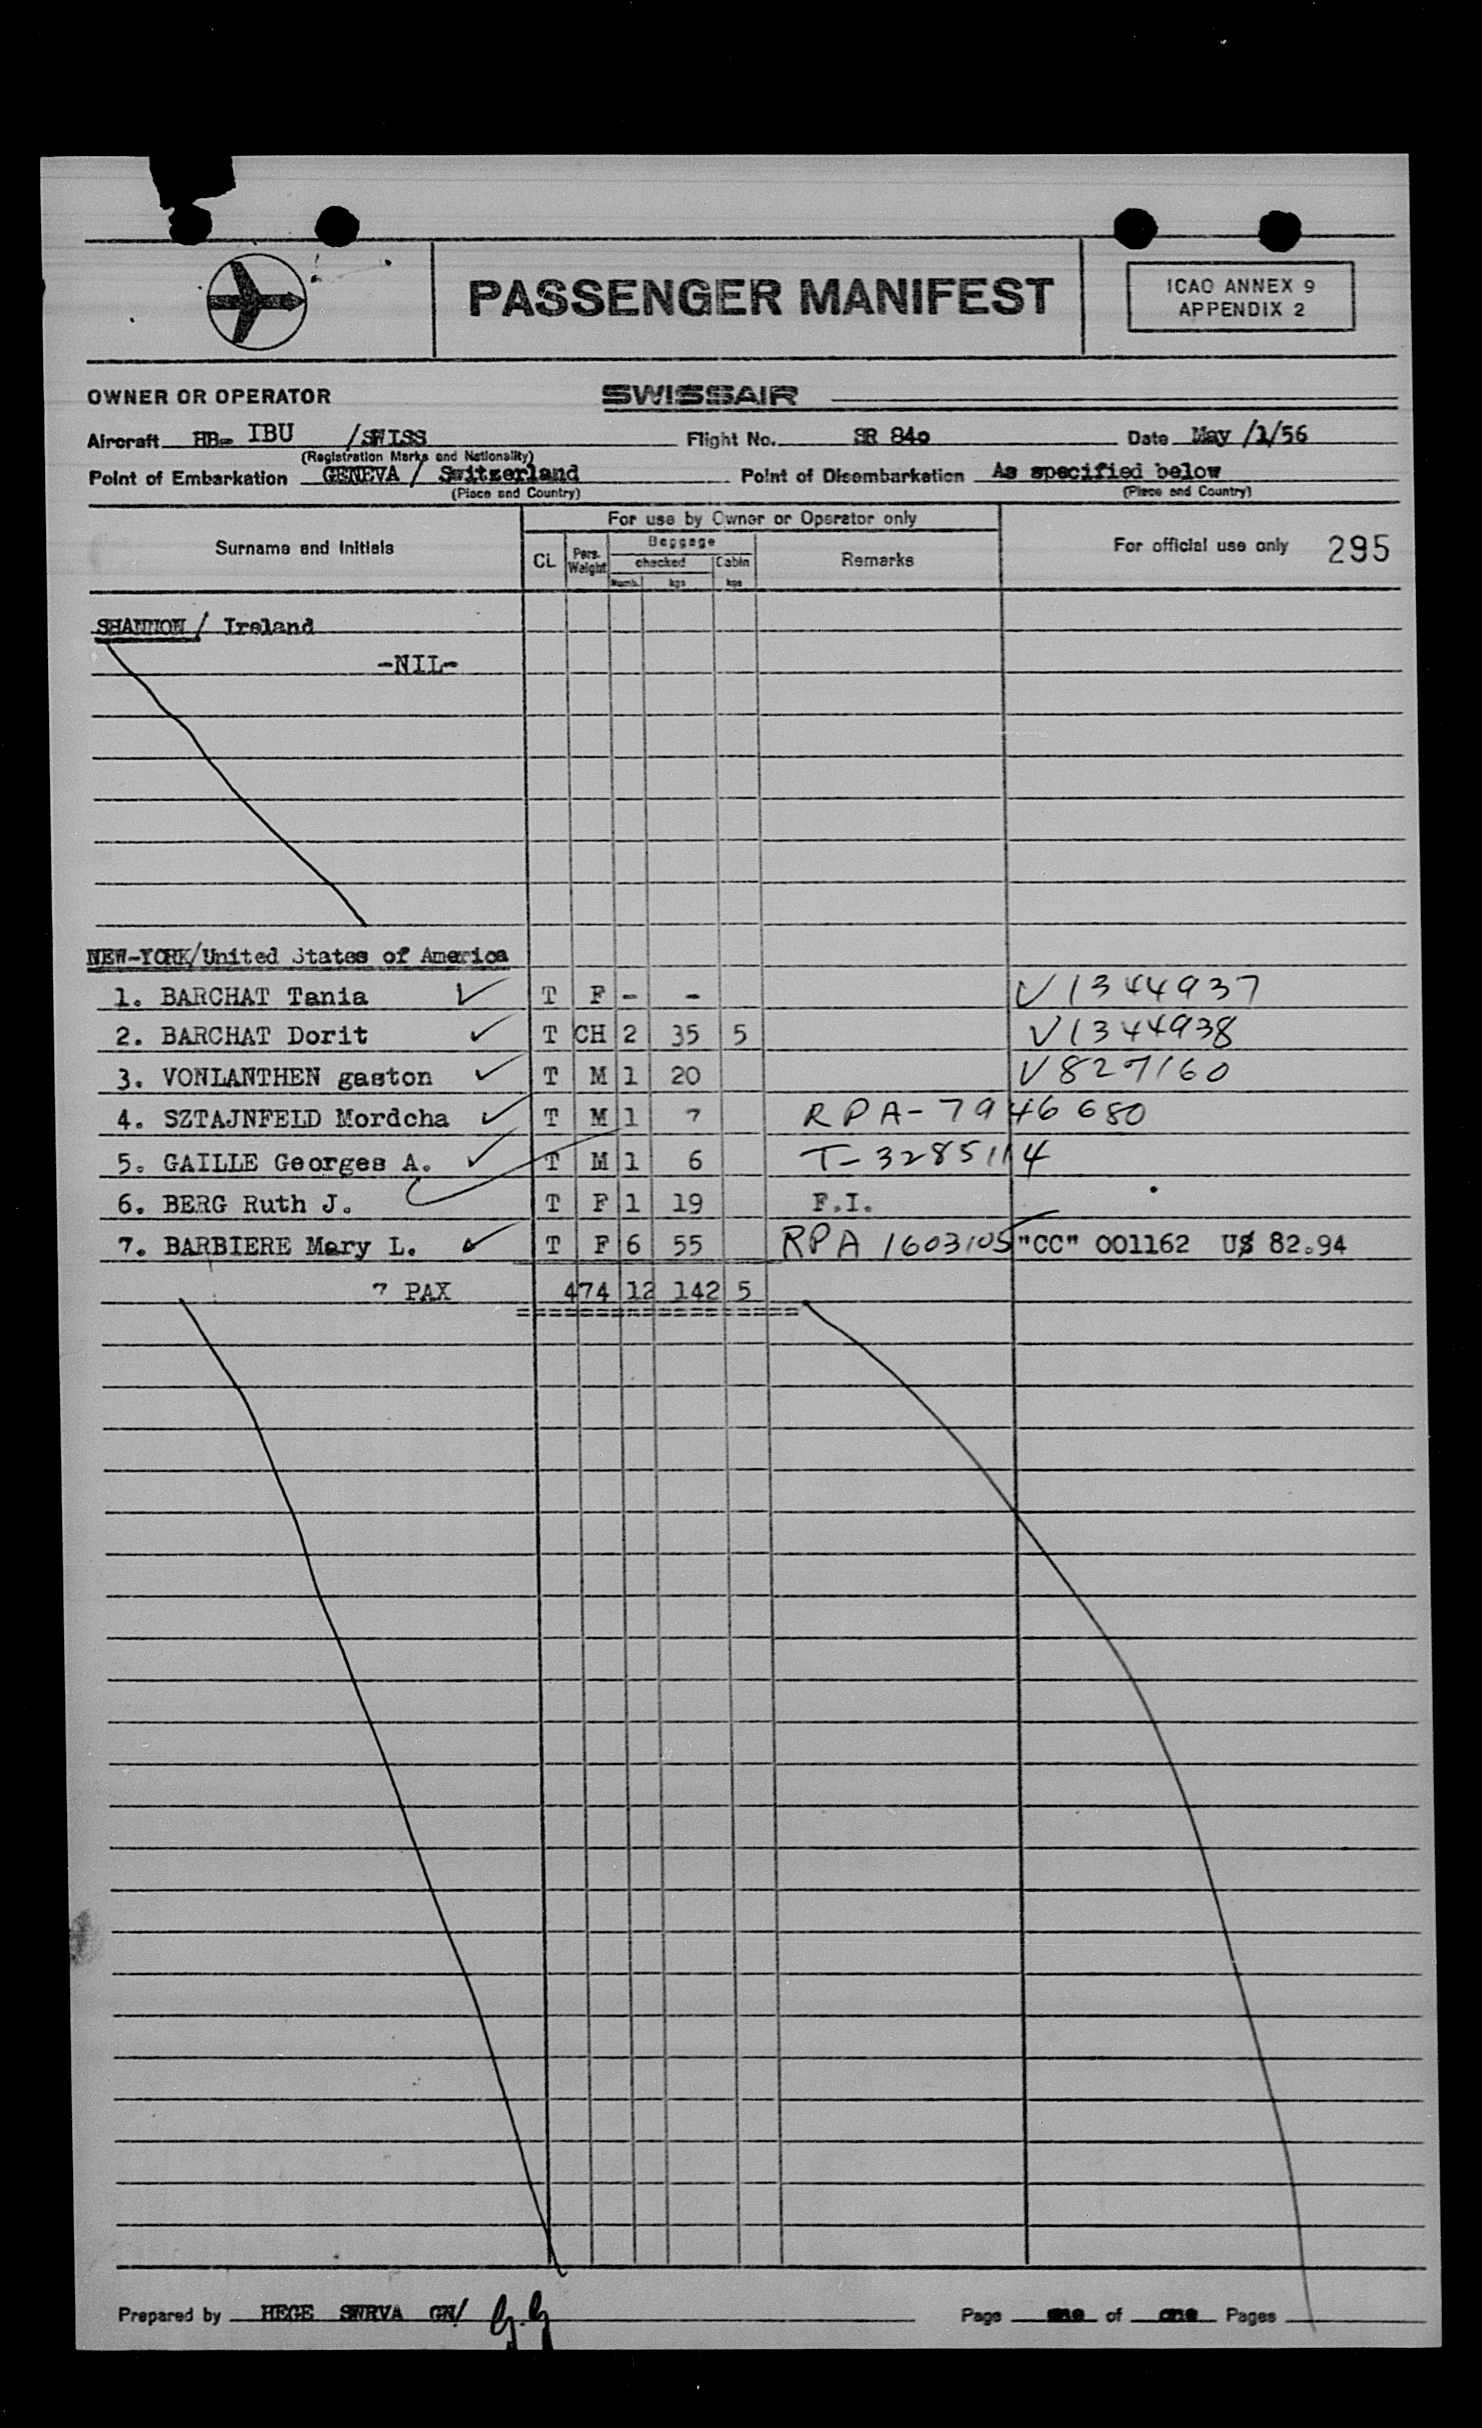 PASSENGER MANIFEST
ICAO ANNEX 9
APPENDIX 2
OWNER OR OPERATOR SWISSAIR
Aircraft HB- IBU /SWISS Flight No. SR 84o Date May /1/56
(Registration Marks and Nationality)
Point of Embarkation GENEVA / Switzerland Point of Disembarkation As specified below
(Place and Country) (Place and Country)
For use by Owner or Operator only
Surname and Initials CL Pers. Weight Baggage checked Cabin Remarks For official use only 295
Numb. kgs kgs
SHANNON / Ireland
-NIL-
NEW-YORK/United States of America
1. BARCHAT Tania T F - - V1344937
2. BARCHAT Dorit T CH 2 35 5 V1344938
3. VONLANTHEN gaston T M 1 20 V827160
4. SZTAJNFELD Mordcha T M 1 7 RPA-7946680
5. GAILLE Georges A. T M 1 6 T-3285114
6. BERG Ruth J. T F 1 19 F.I.
7. BARBIERE Mary L. T F 6 55 RPA 1603105 "CC" 001162 U$ 82.94
7 PAX 474 12 142 5
Prepared by HEGE SWRVA GN/ Page one of one Pages